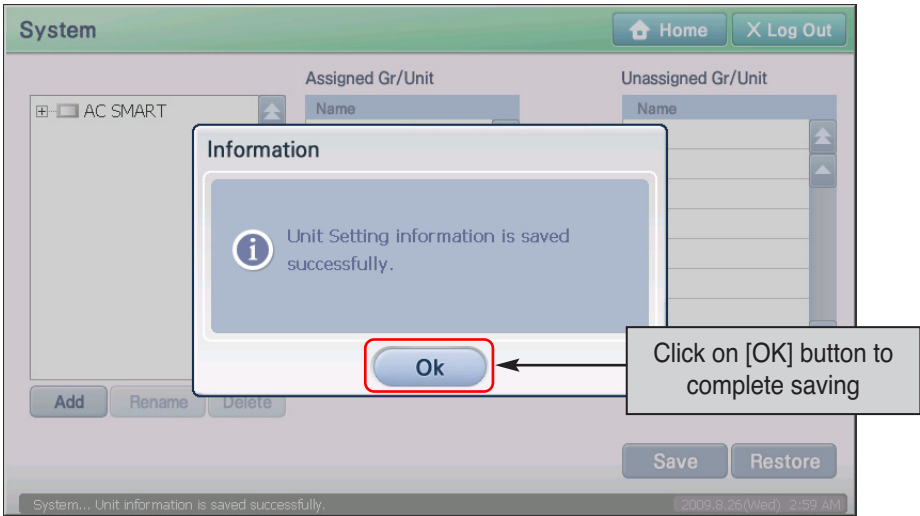 System
Home
X Log Out
Assigned Gr/Unit
Unassigned Gr/Unit
AC SMART
Name
Name
Information
Unit Setting information is saved
successfully.
Ok
Click on [OK] button to
complete saving
Add
Rename
Delete
Save
Restore
System... Unit information is saved successfully.
2009.8.26(Wed) 2:59 AM